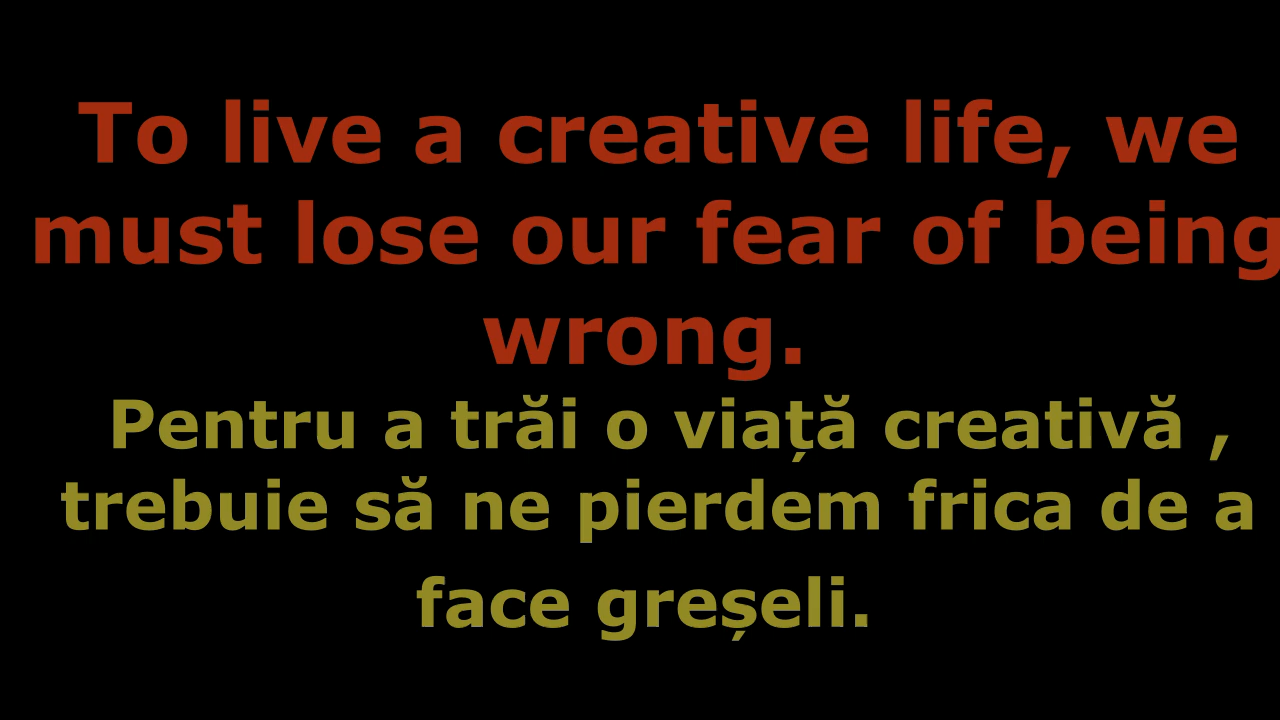 To live a creative life, we
must lose our fear of being
wrong.
Pentru a trăi o viață creativă ,
trebuie să ne pierdem frica de a
face greșeli.